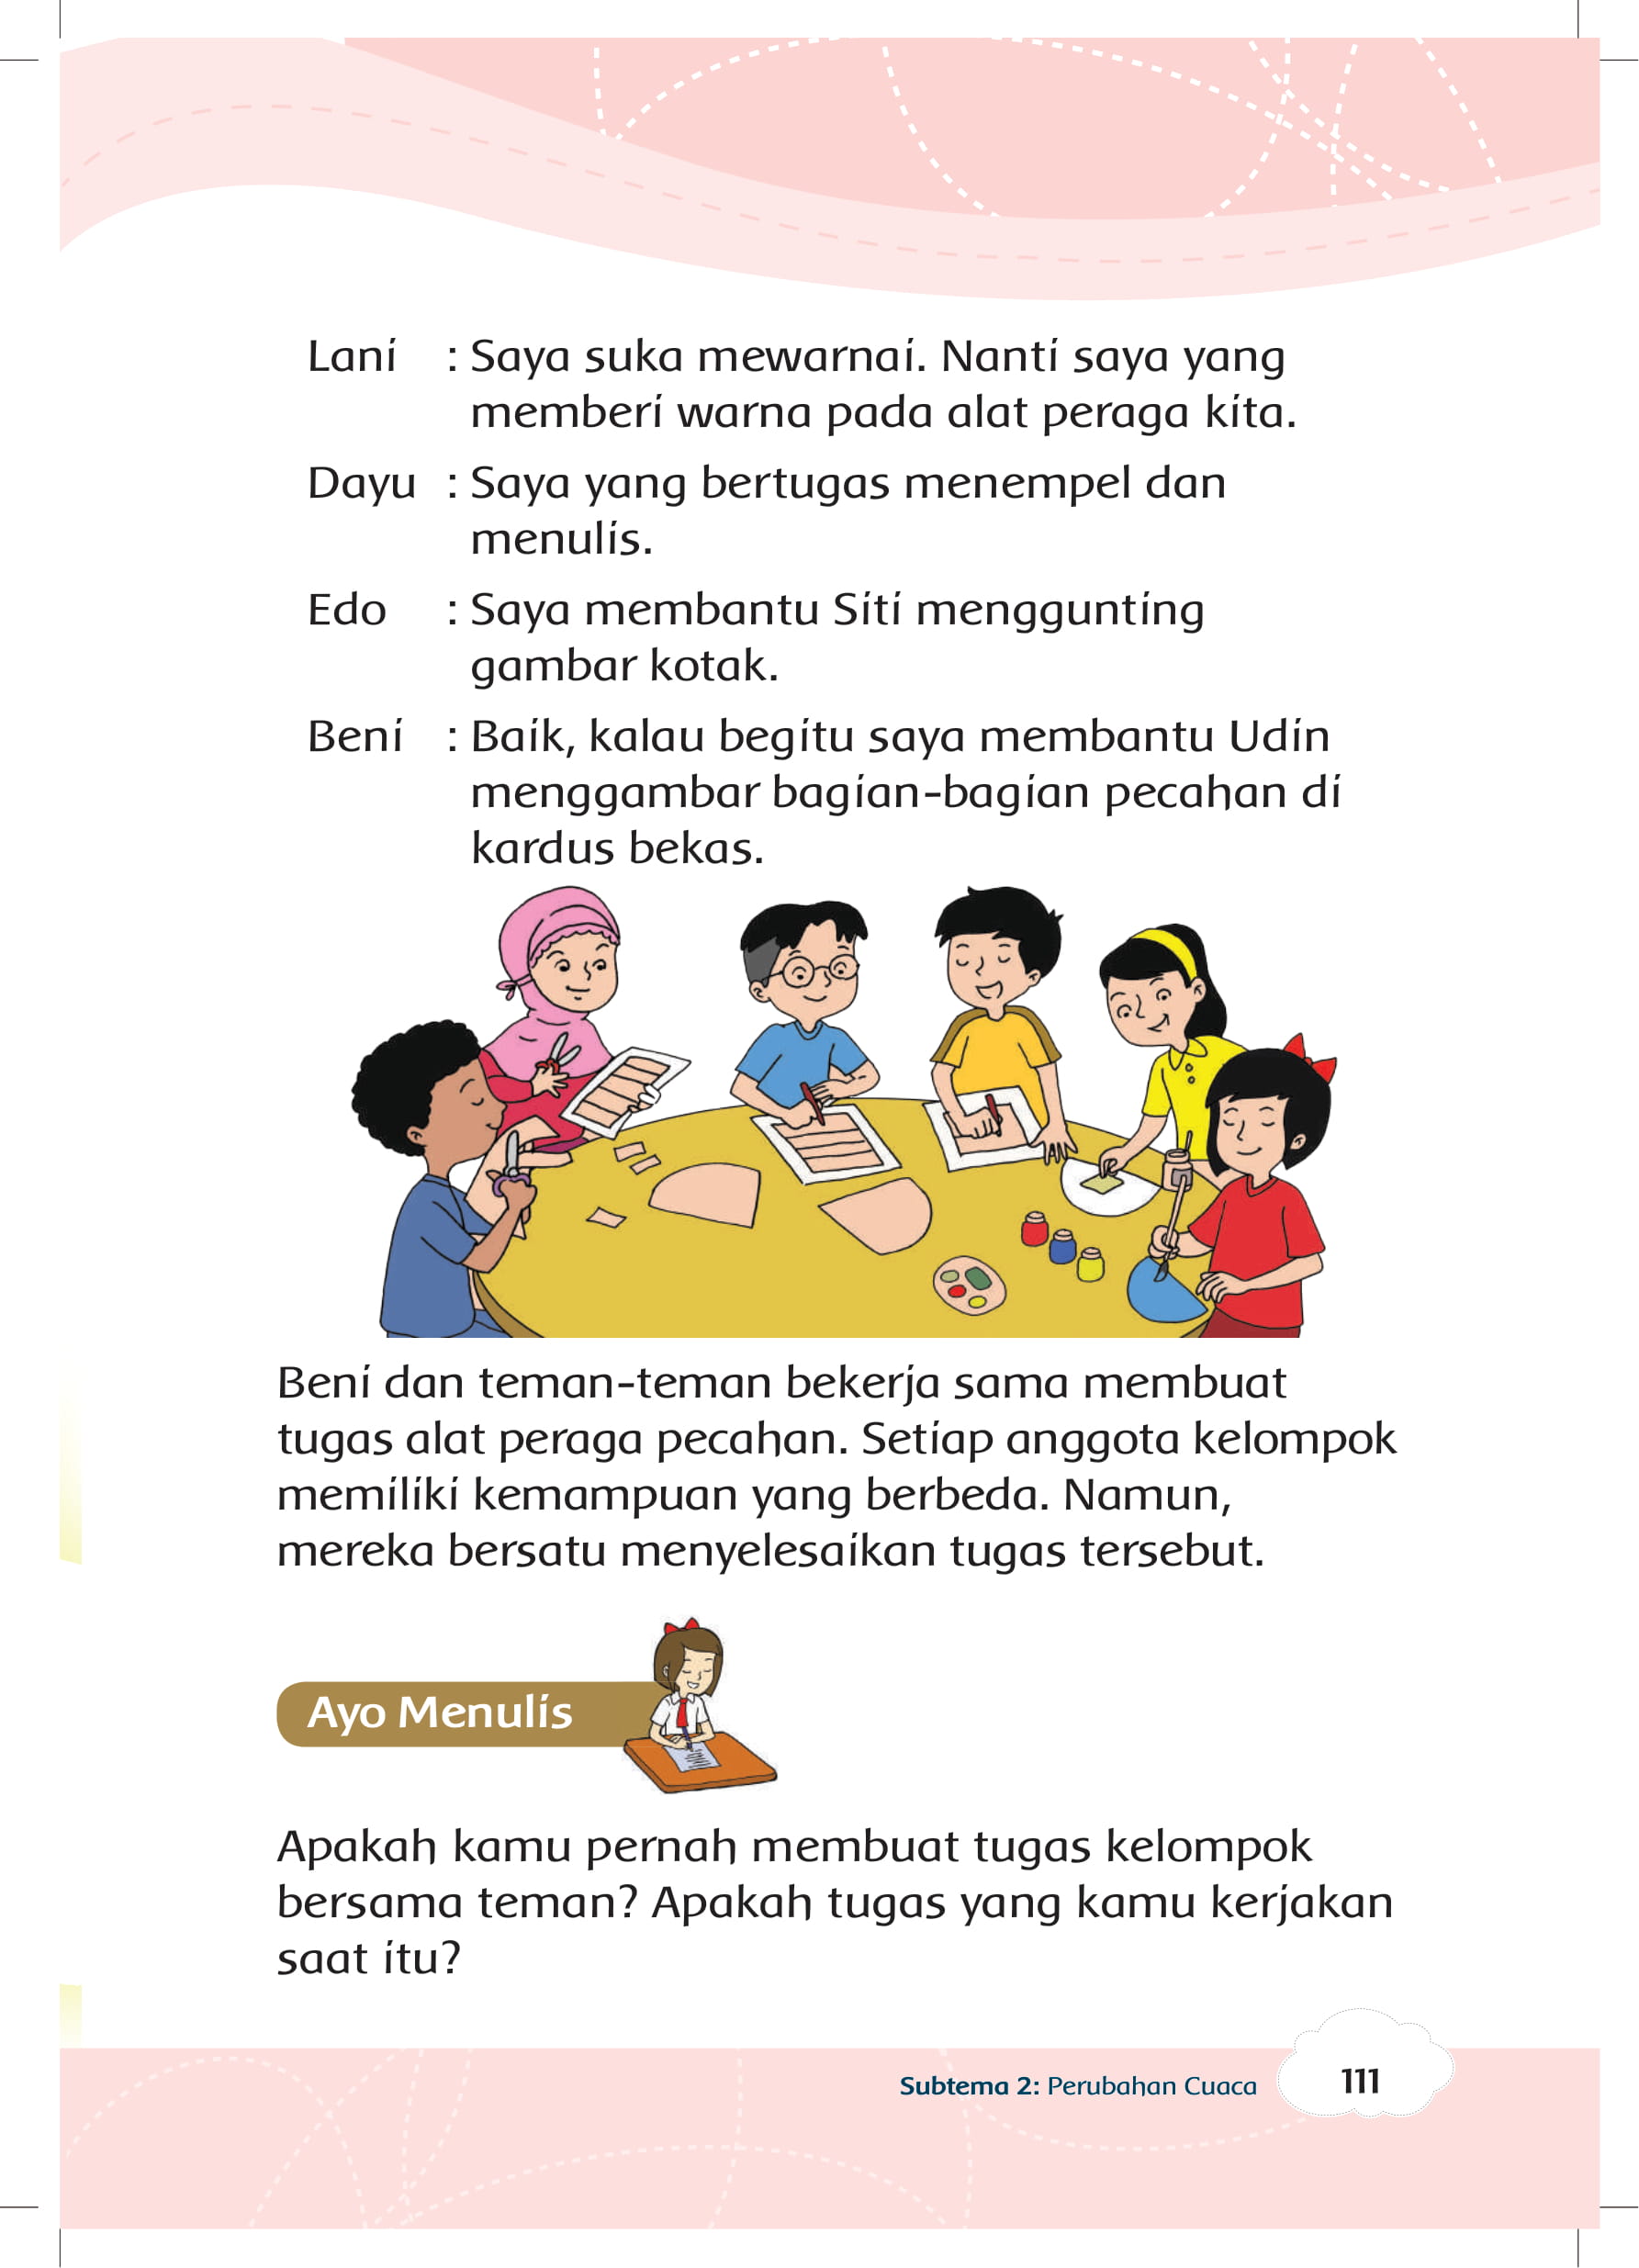 Lani : Saya suka mewarnai. Nanti saya yang
memberi warna pada alat peraga kita.
Dayu : Saya yang bertugas menempel dan
menulis.
Edo : Saya membantu Siti menggunting
gambar kotak.
Beni : Baik, kalau begitu saya membantu Udin
menggambar bagian-bagian pecahan di
kardus bekas.
Beni dan teman-teman bekerja sama membuat
tugas alat peraga pecahan. Setiap anggota kelompok
memiliki kemampuan yang berbeda. Namun,
mereka bersatu menyelesaikan tugas tersebut.
Ayo Menulis
Apakah kamu pernah membuat tugas kelompok
bersama teman? Apakah tugas yang kamu kerjakan
saat itu?
Subtema 2: Perubahan Cuaca 111